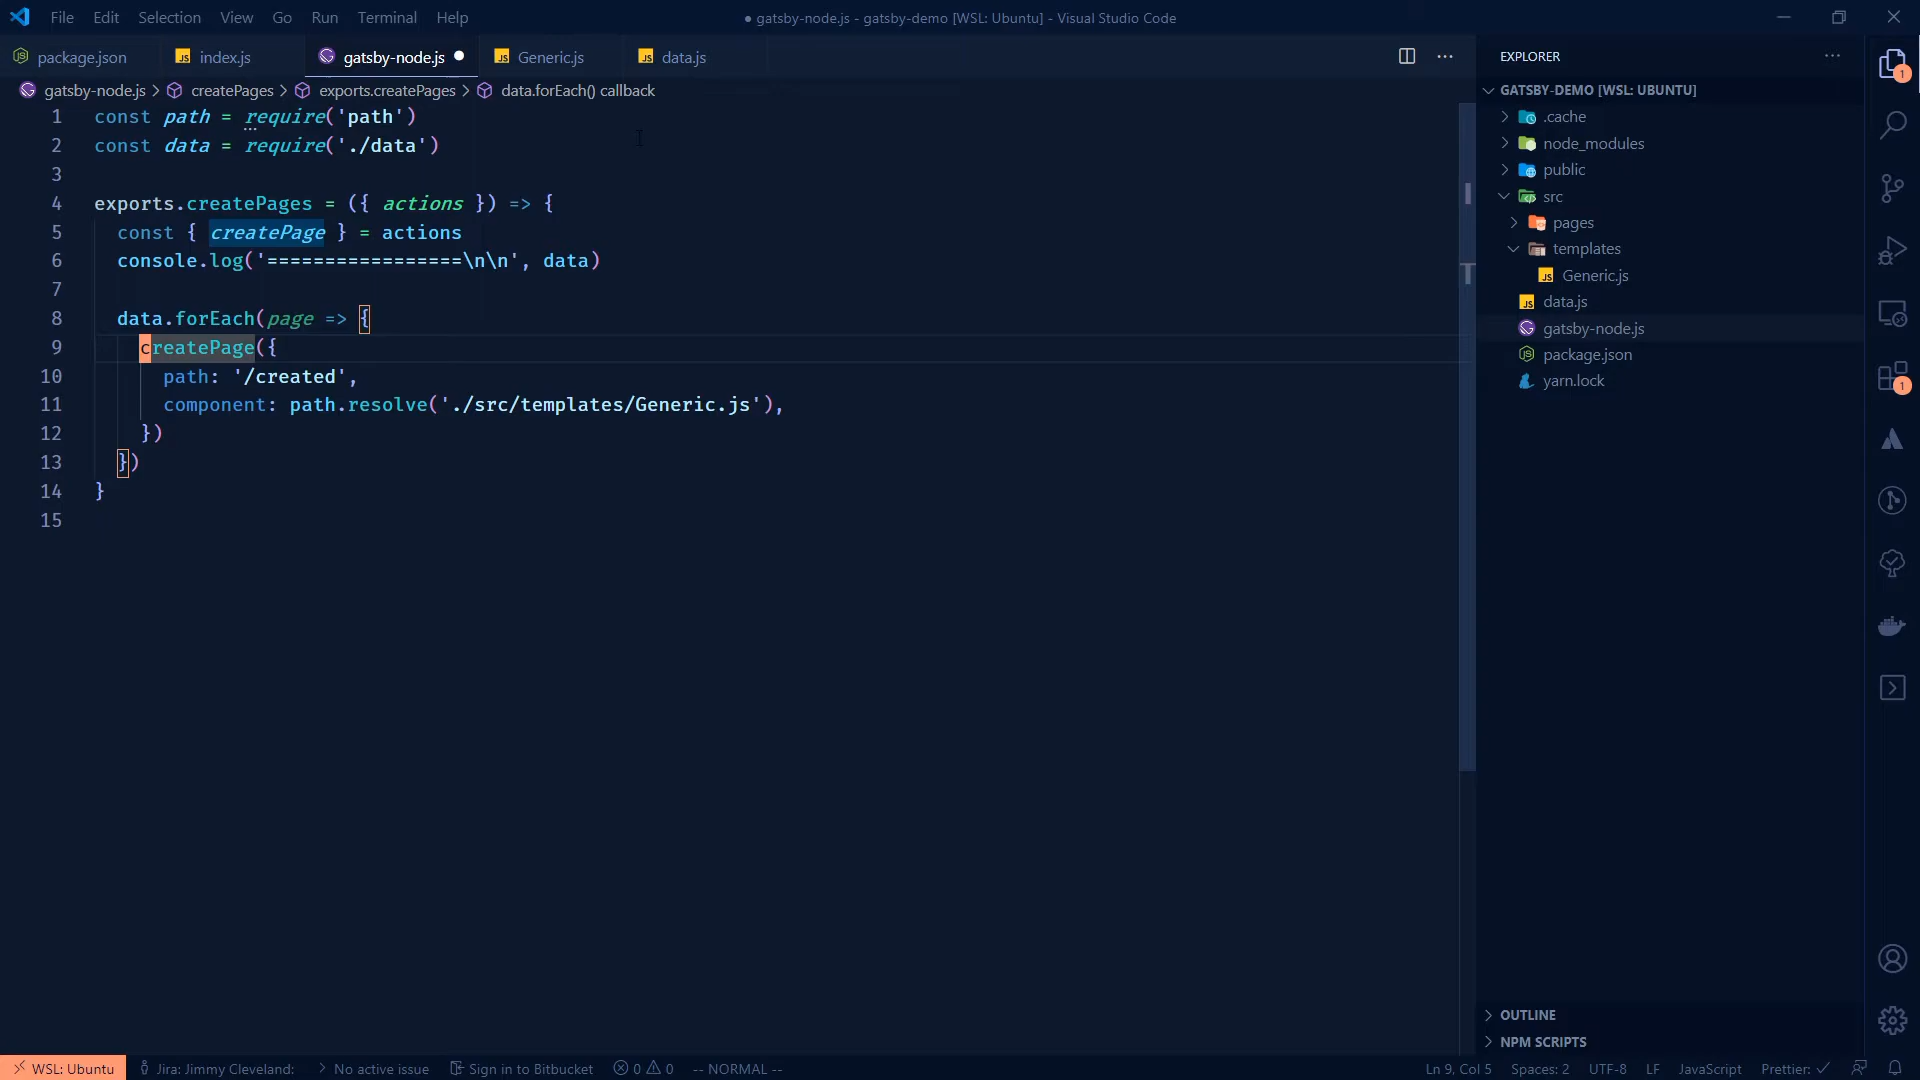 File Edit Selection View Go Run Terminal Help
● gatsby-node.js - gatsby-demo [WSL: Ubuntu] - Visual Studio Code
package.json
JS index.js
gatsby-node.js
JS Generic.js
JS data.js
EXPLORER
gatsby-node.js > createPages > exports.createPages > data.forEach() callback
GATSBY-DEMO [WSL: UBUNTU]
1 const path = require('path')
2 const data = require('./data')
3
4 exports.createPages = ({ actions }) => {
5 const { createPage } = actions
6 console.log('=================\n\n', data)
7
8 data.forEach(page => {
9 createPage({
10 path: '/created',
11 component: path.resolve('./src/templates/Generic.js'),
12 })
13 })
14 }
15
.cache
node_modules
public
src
pages
templates
JS Generic.js
JS data.js
gatsby-node.js
package.json
yarn.lock
1
1
OUTLINE
NPM SCRIPTS
WSL: Ubuntu
Jira: Jimmy Cleveland:
No active issue
Sign in to Bitbucket
0 0
-- NORMAL --
Ln 9, Col 5
Spaces: 2
UTF-8
LF
JavaScript
Prettier: ✓